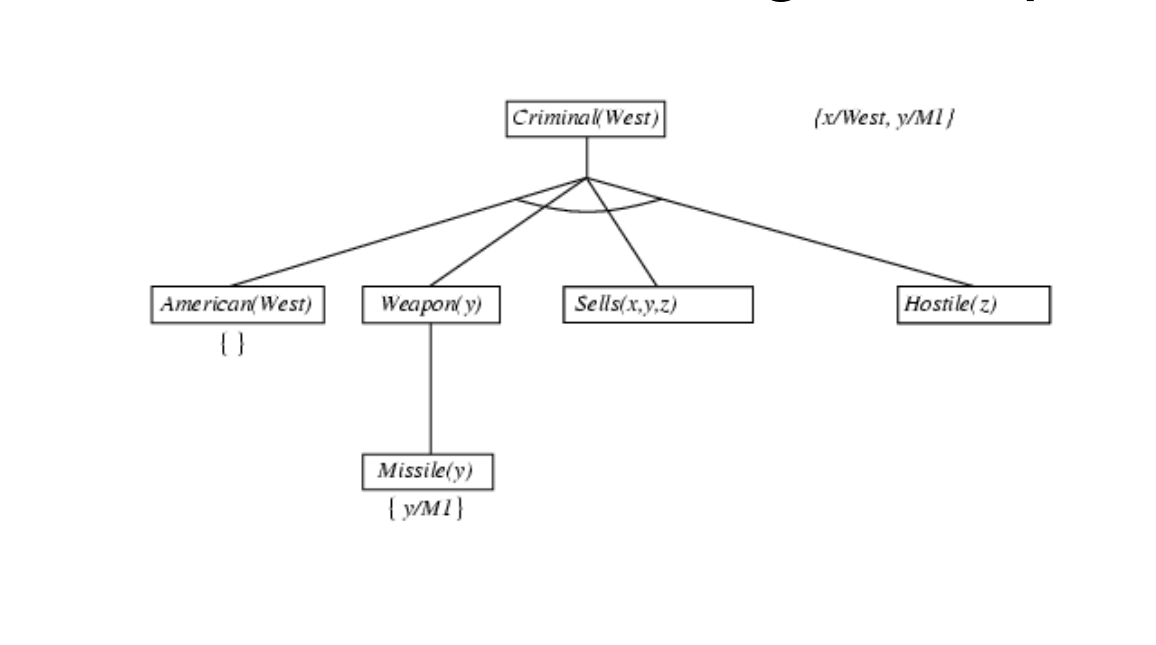 Criminal(West)
{x/West, y/M1}
American(West)
Weapon(y)
Sells(x,y,z)
Hostile(z)
{ }
Missile(y)
{ y/M1}